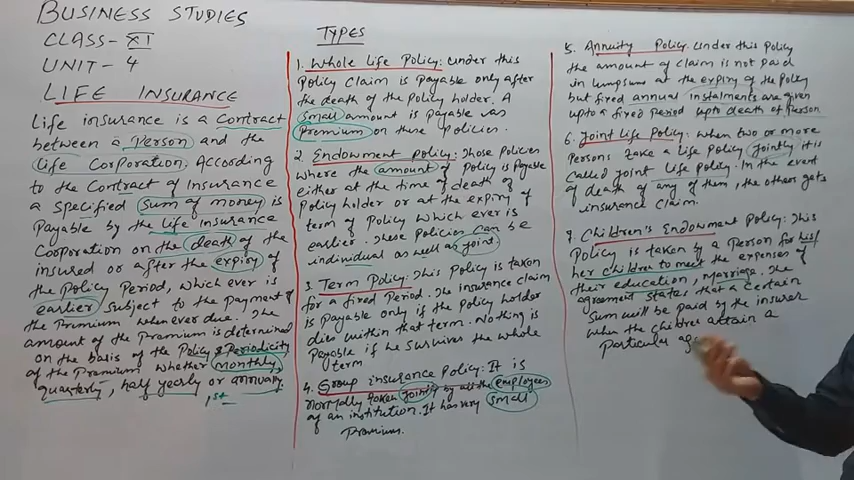 BUSINESS STUDIES
CLASS-XI
UNIT-4
LIFE INSURANCE
Life insurance is a Contract
between a Person and the
Life Corporation. According
to the Contract of Insurance
a specified Sum of money is
Payable by the life insurance
Corporation on the death of the
insured or after the expiry of
the Policy Period, which ever is
earlier subject to the payment of
the Premium whenever due. The
amount of the Premium is determined
on the basis of the Policy & Periodicity
of the Premium whether monthly,
quarterly, half yearly or annually.
1st
TYPES
1. Whole Life Policy: under this
Policy Claim is Payable only after
the death of the Policy holder. A
small amount is payable as
Premium on these Policies.
2. Endowment Policy: Those Policies
where the amount of Policy is Payable
either at the time of death of
Policy holder or at the expiry of
term of Policy which ever is
earlier. These Policies can be
individual as well as joint
3. Term Policy: This Policy is taken
for a fixed Period. The insurance claim
is Payable only if the Policy holder
dies within that term. Nothing is
Payable if he survives the whole
term
4. Group insurance Policy: It is
normally taken jointly by all the employees
of an institution. It has very small
Premium.
5. Annuity Policy. Under this Policy
the amount of claim is not paid
in lumpsum at the expiry of the Policy
but fixed annual instalments are given
upto a fixed period upto death of Person
6. Joint Life Policy: When two or more
Persons take a life Policy Jointly it is
called joint Life Policy. In the event
of death of any of them, the others gets
insurance Claim.
7. Children's Endowment Policy: This
Policy is taken by a Person for his/
her children to meet the expenses of
their education, marriage. The
agreement states that a certain
sum will be paid by the insurer
when the children attain a
Particular